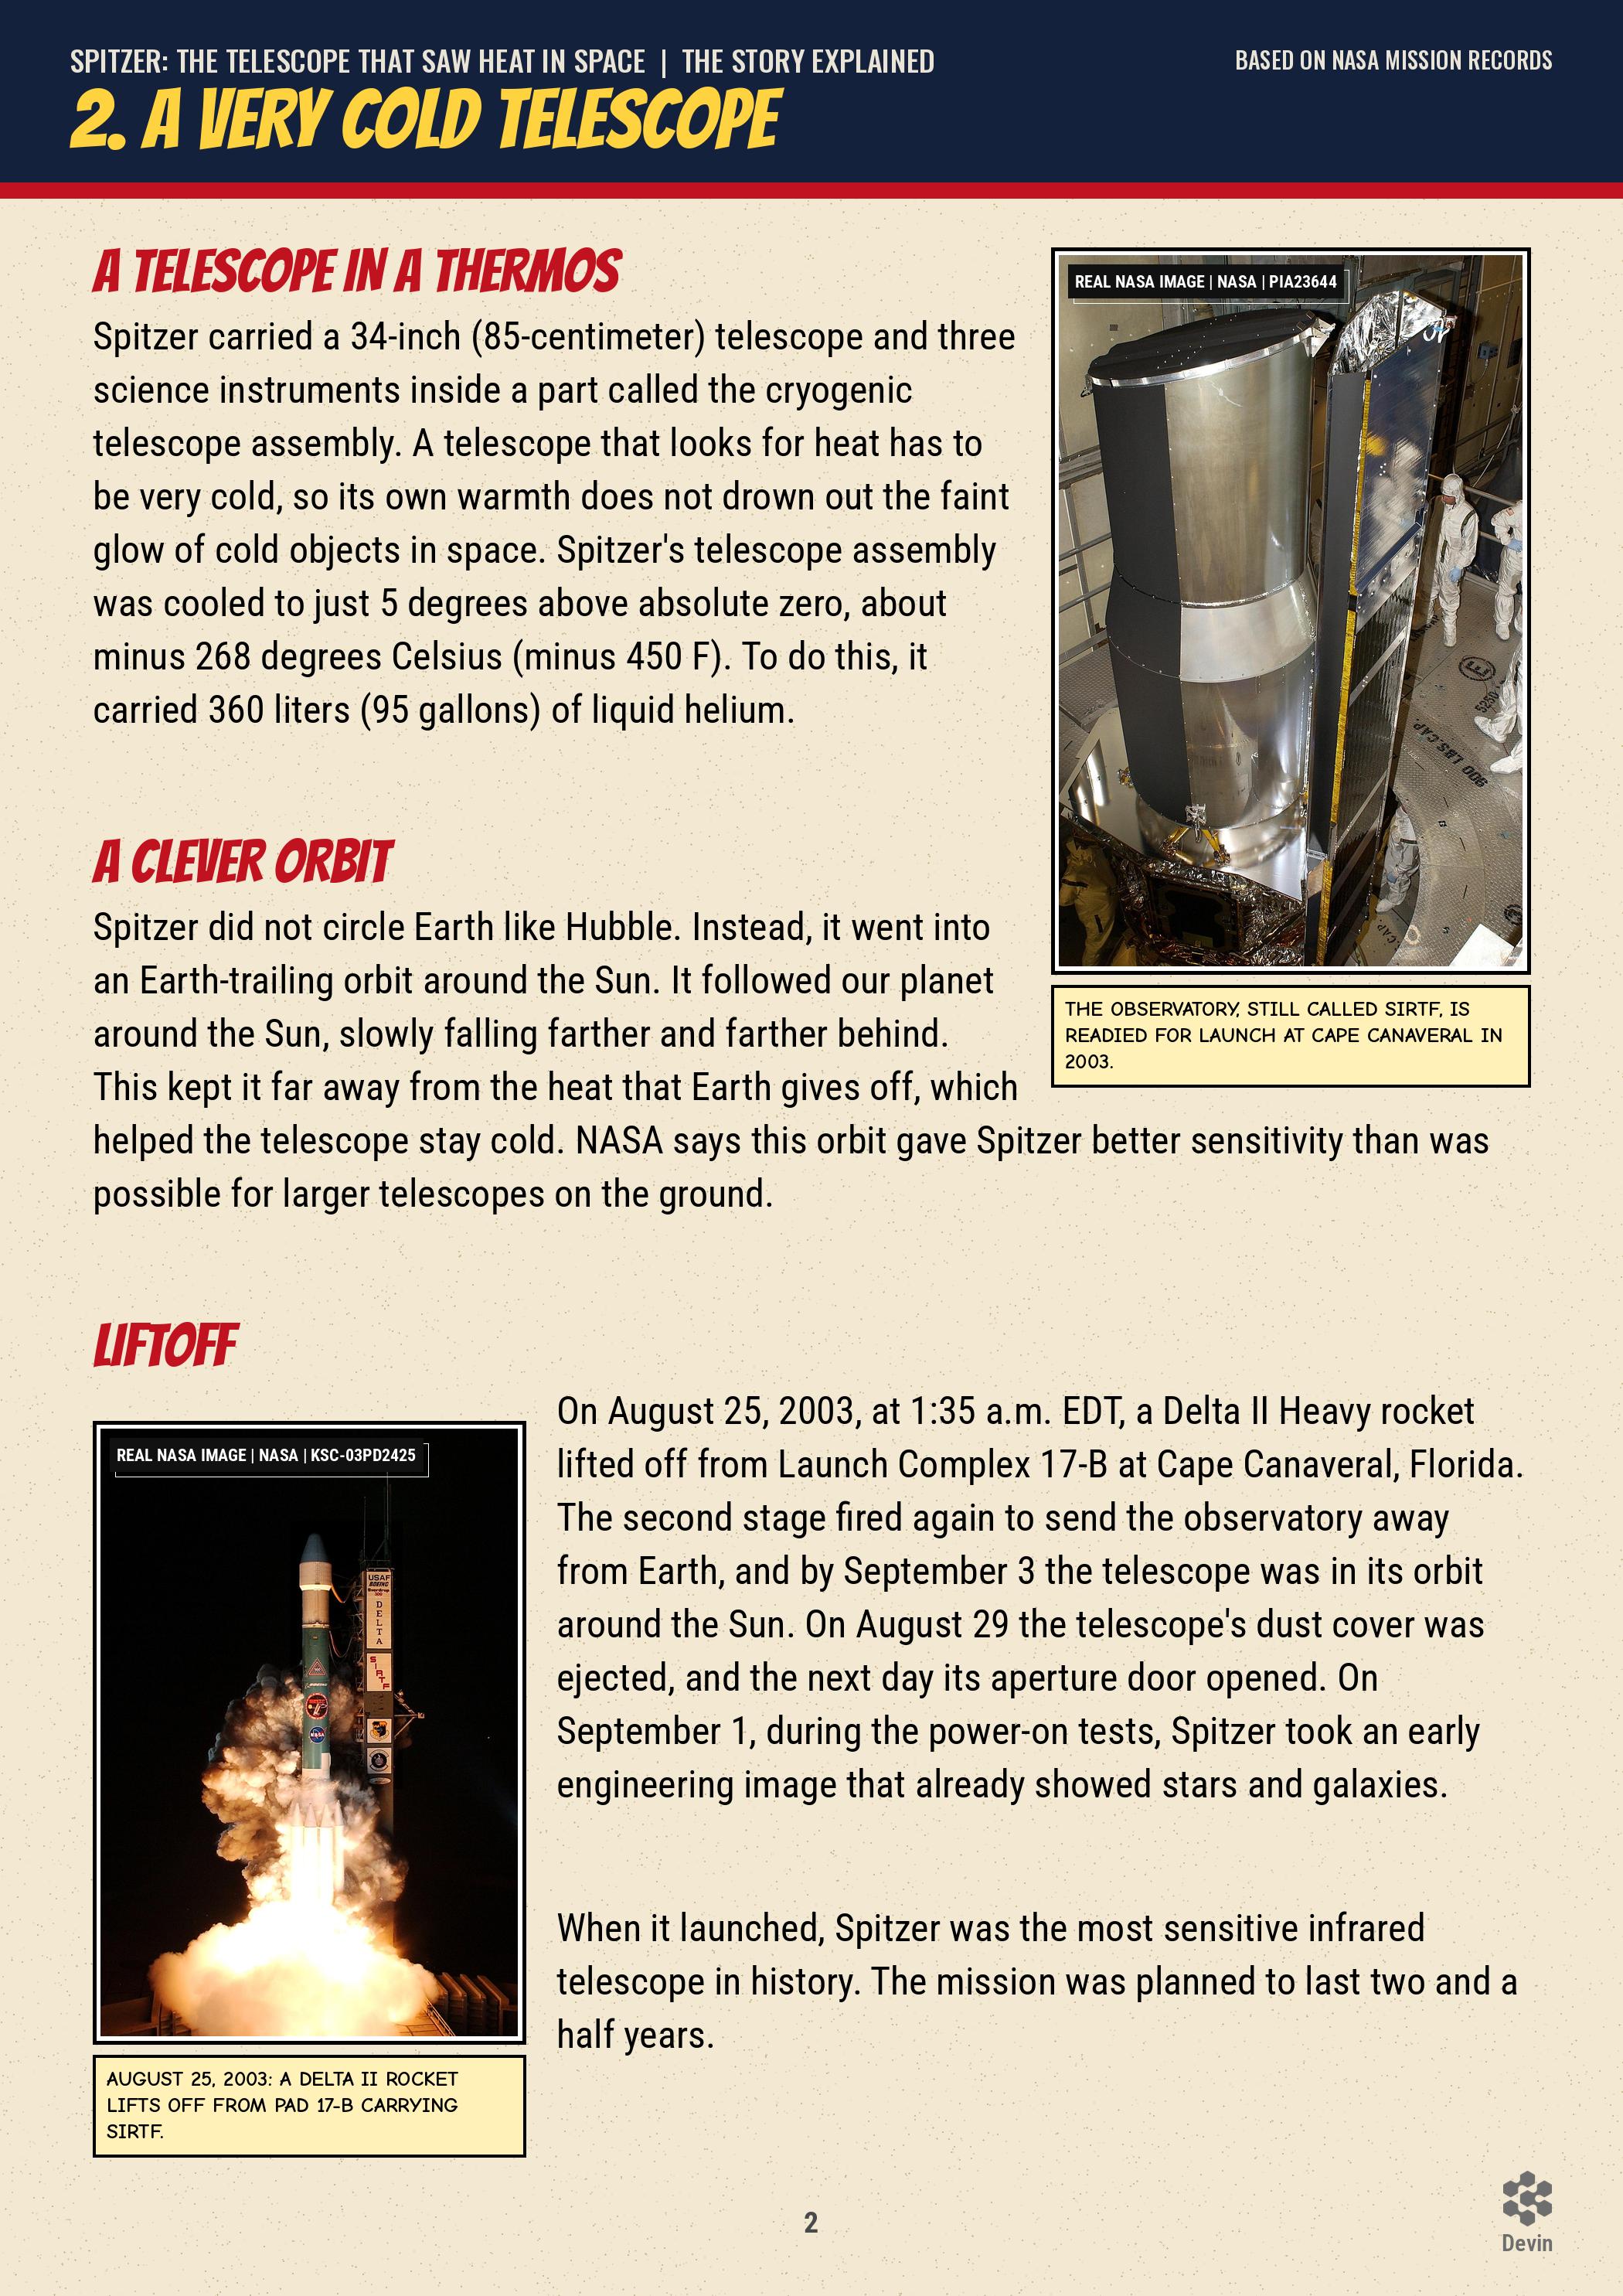 SPITZER: THE TELESCOPE THAT SAW HEAT IN SPACE | THE STORY EXPLAINED
BASED ON NASA MISSION RECORDS
2. A VERY COLD TELESCOPE
A TELESCOPE IN A THERMOS
Spitzer carried a 34-inch (85-centimeter) telescope and three
science instruments inside a part called the cryogenic
telescope assembly. A telescope that looks for heat has to
be very cold, so its own warmth does not drown out the faint
glow of cold objects in space. Spitzer's telescope assembly
was cooled to just 5 degrees above absolute zero, about
minus 268 degrees Celsius (minus 450 F). To do this, it
carried 360 liters (95 gallons) of liquid helium.
REAL NASA IMAGE | NASA | PIA23644
5250
900 LBS.CAP.
CAP.
THE OBSERVATORY, STILL CALLED SIRTF, IS
READIED FOR LAUNCH AT CAPE CANAVERAL IN
2003.
A CLEVER ORBIT
Spitzer did not circle Earth like Hubble. Instead, it went into
an Earth-trailing orbit around the Sun. It followed our planet
around the Sun, slowly falling farther and farther behind.
This kept it far away from the heat that Earth gives off, which
helped the telescope stay cold. NASA says this orbit gave Spitzer better sensitivity than was
possible for larger telescopes on the ground.
LIFTOFF
REAL NASA IMAGE | NASA | KSC-03PD2425
USAF
BOEING
DELTA
SIRTF
NASA
AUGUST 25, 2003: A DELTA II ROCKET
LIFTS OFF FROM PAD 17-B CARRYING
SIRTF.
On August 25, 2003, at 1:35 a.m. EDT, a Delta II Heavy rocket
lifted off from Launch Complex 17-B at Cape Canaveral, Florida.
The second stage fired again to send the observatory away
from Earth, and by September 3 the telescope was in its orbit
around the Sun. On August 29 the telescope's dust cover was
ejected, and the next day its aperture door opened. On
September 1, during the power-on tests, Spitzer took an early
engineering image that already showed stars and galaxies.
When it launched, Spitzer was the most sensitive infrared
telescope in history. The mission was planned to last two and a
half years.
2
Devin